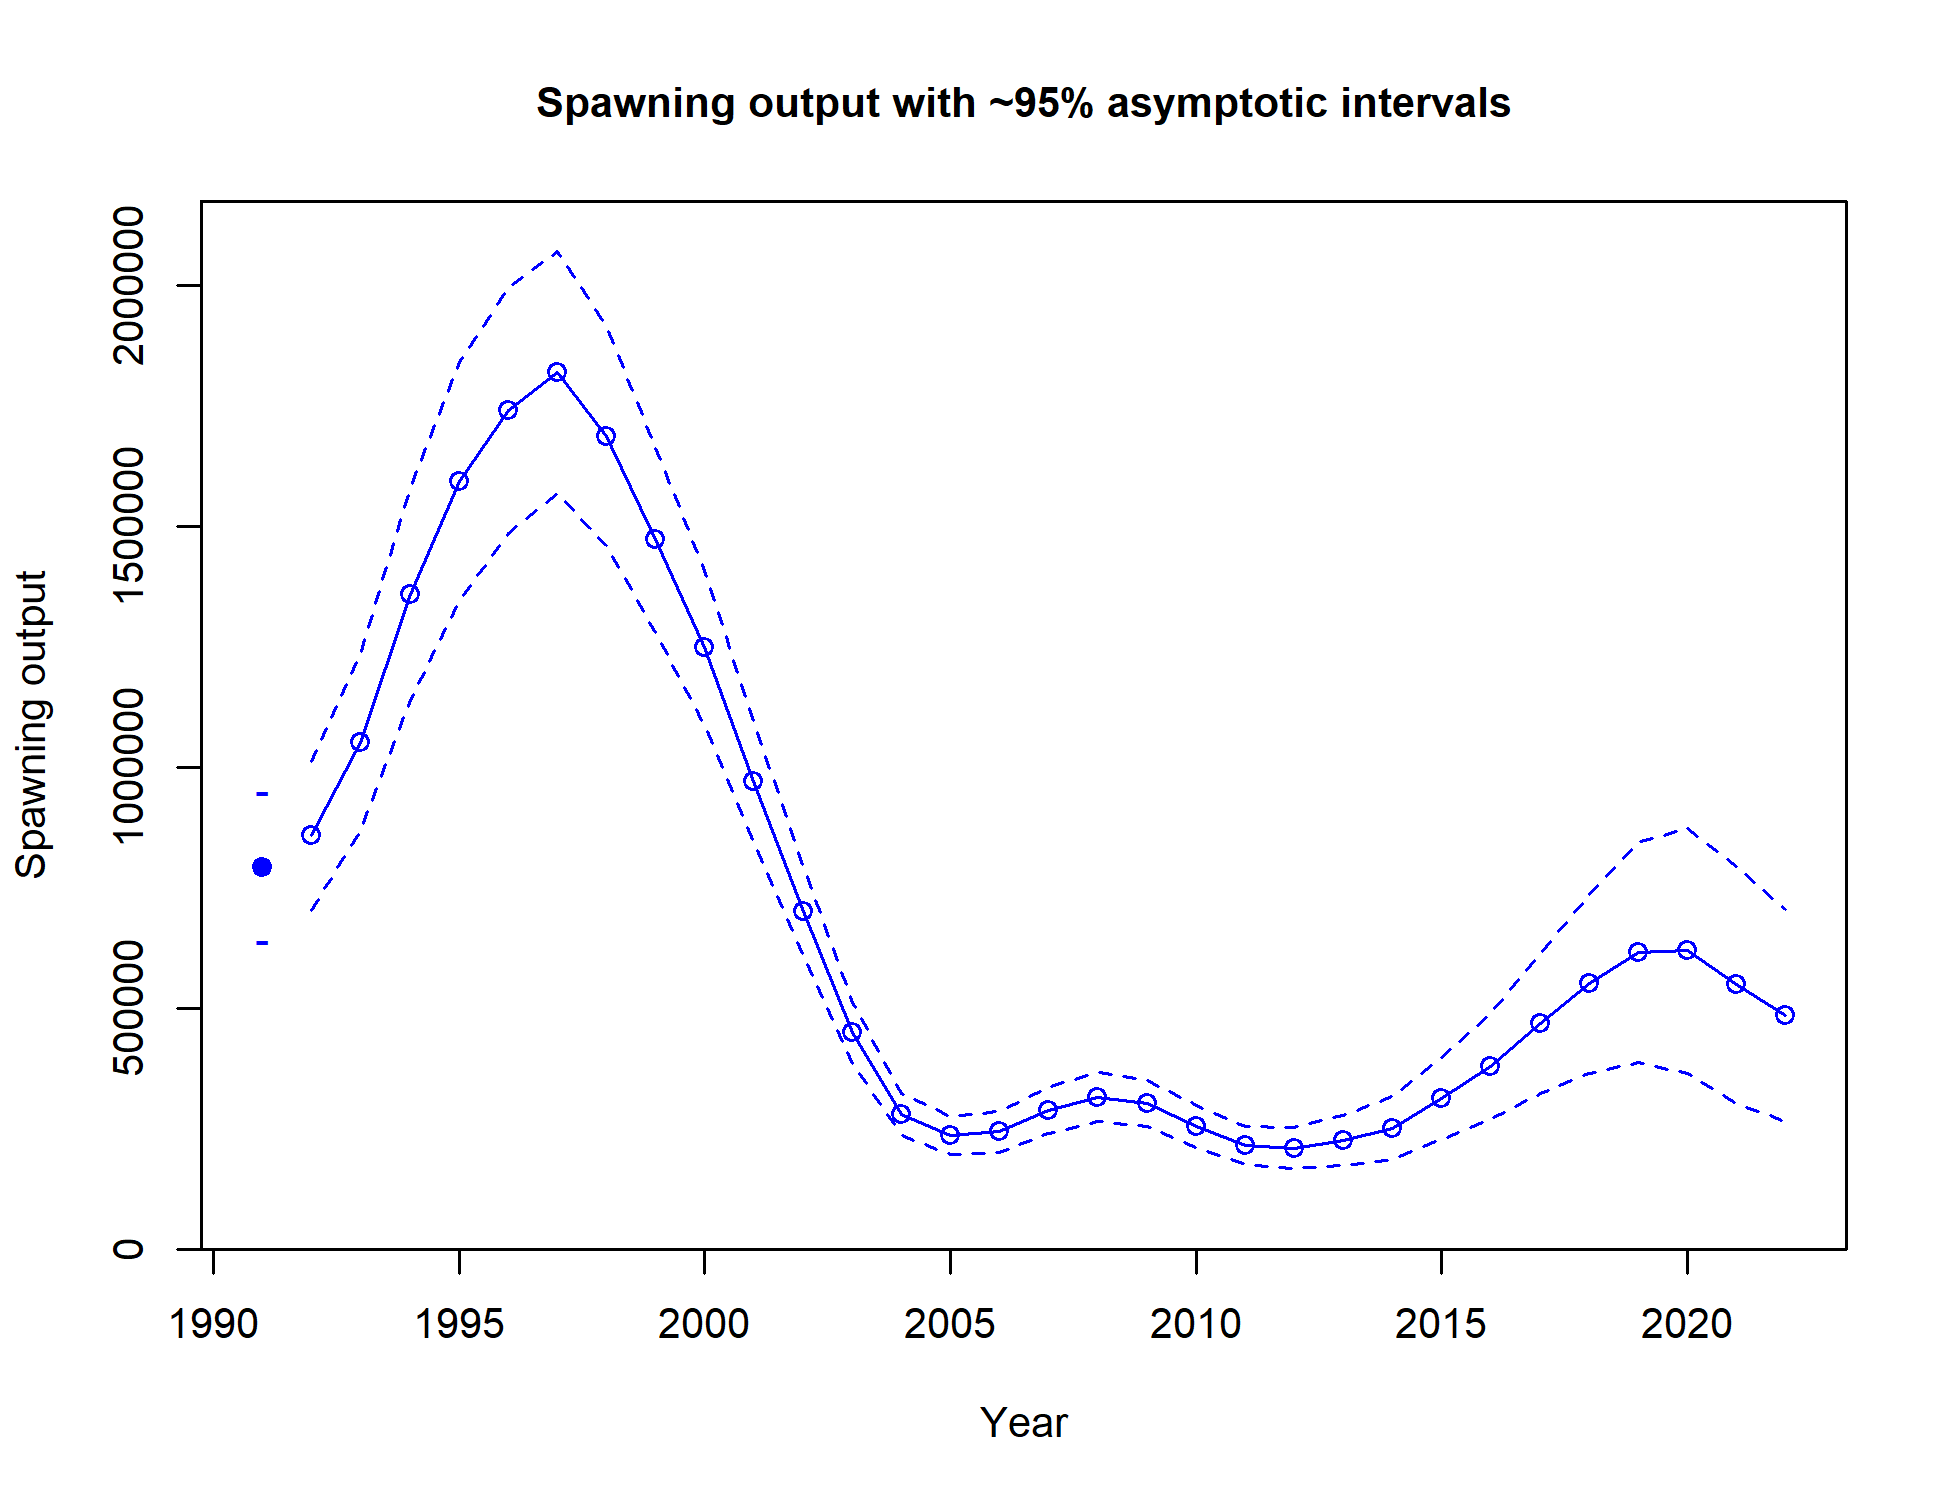 Spawning output with ~95% asymptotic intervals
Spawning output
2000000
1500000
1000000
500000
0
1990 1995 2000 2005 2010 2015 2020
Year